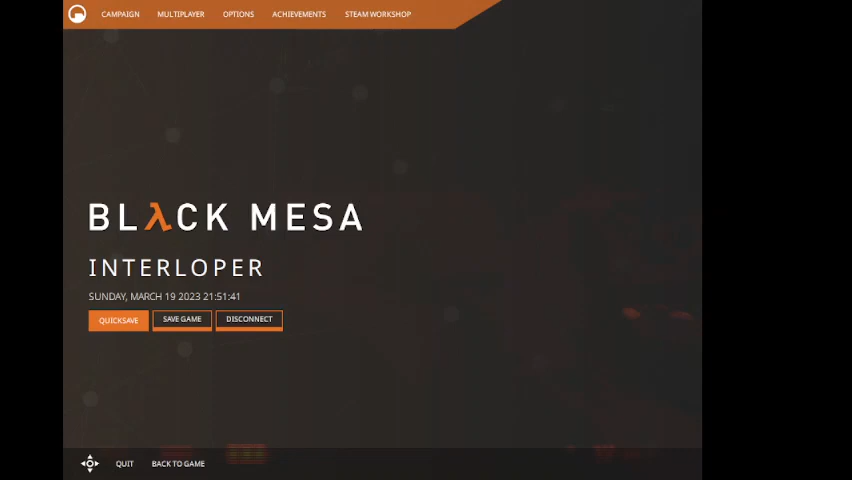 CAMPAIGN MULTIPLAYER OPTIONS ACHIEVEMENTS STEAM WORKSHOP
BLλCK MESA
INTERLOPER
SUNDAY, MARCH 19 2023 21:51:41
QUICKSAVE SAVE GAME DISCONNECT
QUIT BACK TO GAME